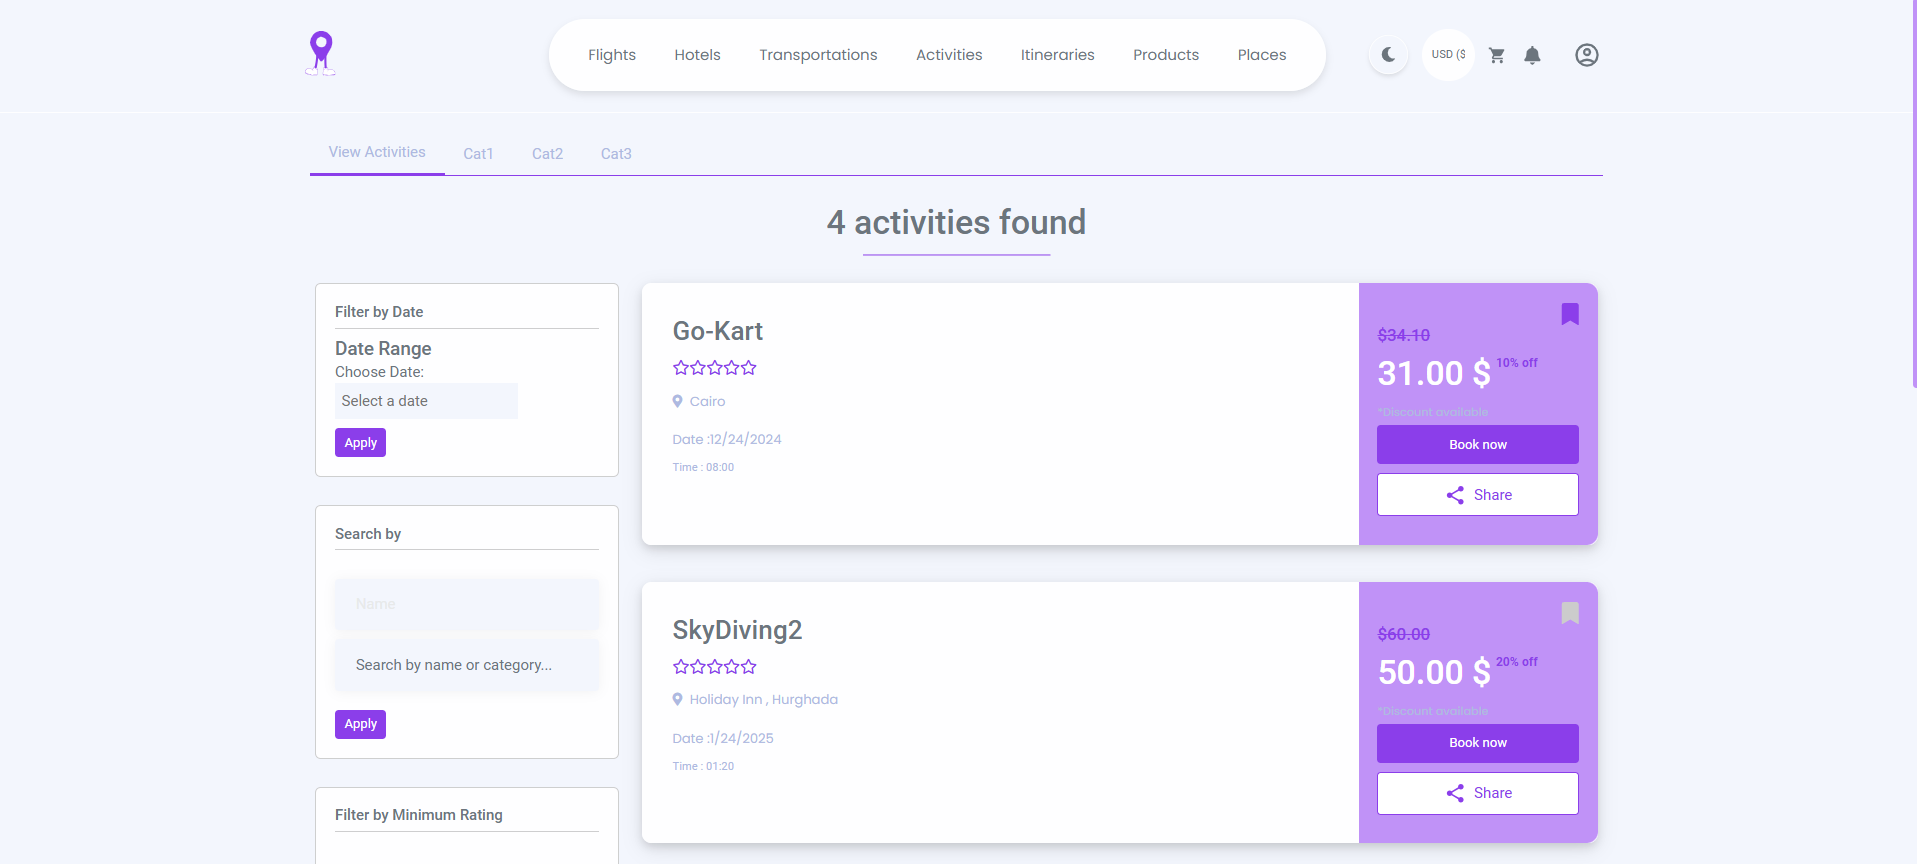 Flights Hotels Transportations Activities Itineraries Products Places USD ($
View Activities Cat1 Cat2 Cat3
4 activities found
Filter by Date
Date Range
Choose Date:
Select a date
Apply
Search by
Name
Search by name or category...
Apply
Filter by Minimum Rating
Go-Kart
Cairo
Date :12/24/2024
Time : 08:00
$34.10
31.00 $ 10% off
*Discount available
Book now
Share
SkyDiving2
Holiday Inn , Hurghada
Date :1/24/2025
Time : 01:20
$60.00
50.00 $ 20% off
*Discount available
Book now
Share